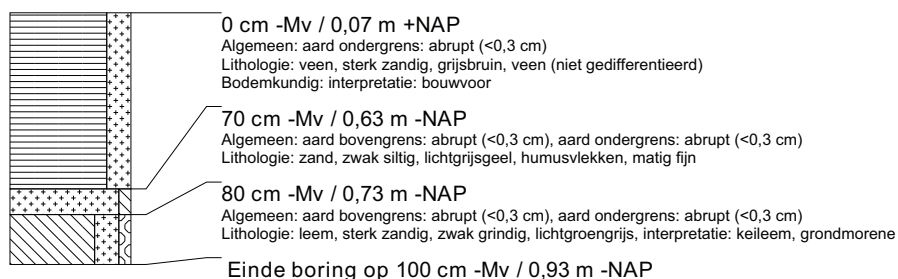 0 cm -Mv / 0,07 m +NAP
Algemeen: aard ondergrens: abrupt (<0,3 cm)
Lithologie: veen, sterk zandig, grijsbruin, veen (niet gedifferentieerd)
Bodemkundig: interpretatie: bouwvoor
70 cm -Mv / 0,63 m -NAP
Algemeen: aard bovengrens: abrupt (<0,3 cm), aard ondergrens: abrupt (<0,3 cm)
Lithologie: zand, zwak siltig, lichtgrijsgeel, humusvlekken, matig fijn
80 cm -Mv / 0,73 m -NAP
Algemeen: aard bovengrens: abrupt (<0,3 cm), aard ondergrens: abrupt (<0,3 cm)
Lithologie: leem, sterk zandig, zwak grindig, lichtgroengrijs, interpretatie: keileem, grondmorene
Einde boring op 100 cm -Mv / 0,93 m -NAP